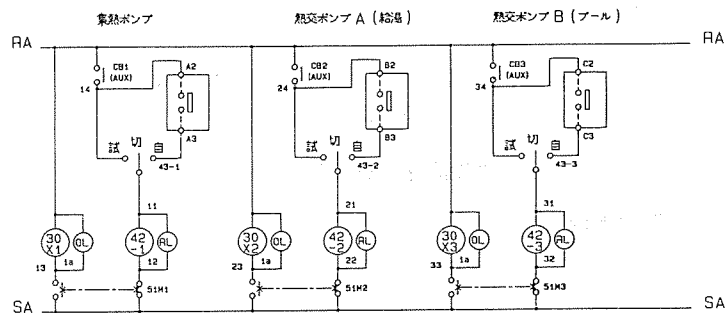 集熱ポンプ
熱交ポンプ A (給湯)
熱交ポンプ B (プール)
RA
RA
CB1
(AUX)
A2
14
A3
試 切 自
43-1
11
30
X1
OL
42
-1
RL
13
1a
12
51M1
CB2
(AUX)
B2
24
B3
試 切 自
43-2
21
30
X2
OL
42
-2
RL
23
1a
22
51M2
CB3
(AUX)
C2
34
C3
試 切 自
43-3
31
30
X3
OL
42
-3
RL
33
1a
32
51M3
SA
SA